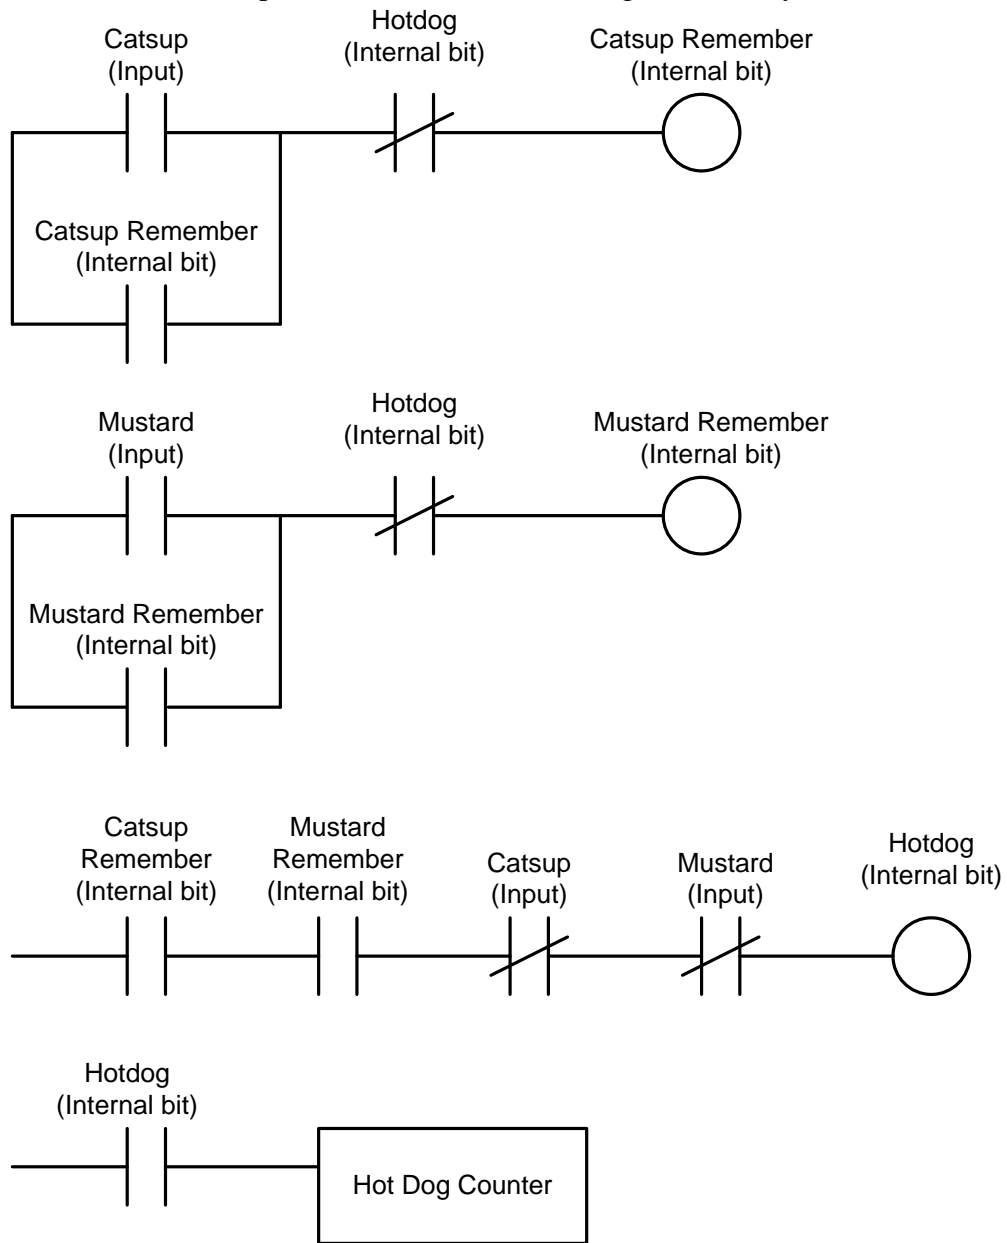 Catsup
(Input)
Hotdog
(Internal bit)
Catsup Remember
(Internal bit)
Catsup Remember
(Internal bit)
Mustard
(Input)
Hotdog
(Internal bit)
Mustard Remember
(Internal bit)
Mustard Remember
(Internal bit)
Catsup
Remember
(Internal bit)
Mustard
Remember
(Internal bit)
Catsup
(Input)
Mustard
(Input)
Hotdog
(Internal bit)
Hotdog
(Internal bit)
Hot Dog Counter